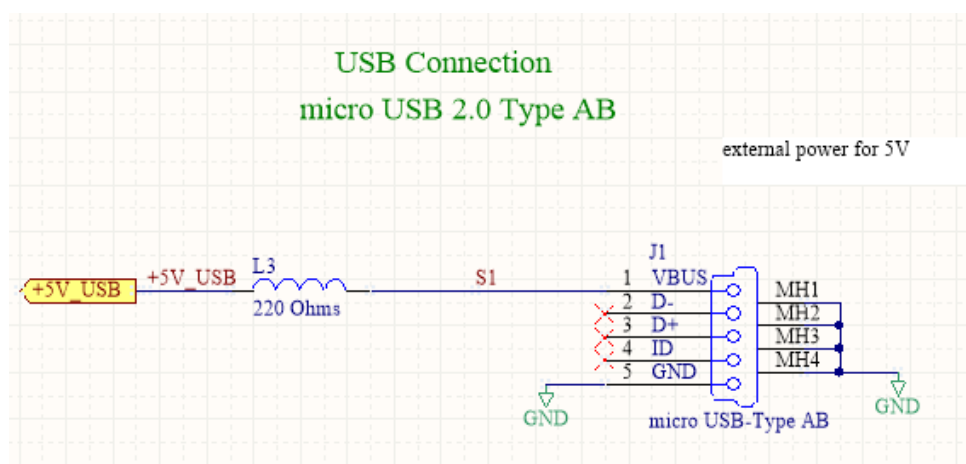 USB Connection
micro USB 2.0 Type AB
external power for 5V
+5V_USB
+5V_USB
L3
220 Ohms
S1
J1
1 VBUS
2 D-
3 D+
4 ID
5 GND
MH1
MH2
MH3
MH4
GND
GND
micro USB-Type AB